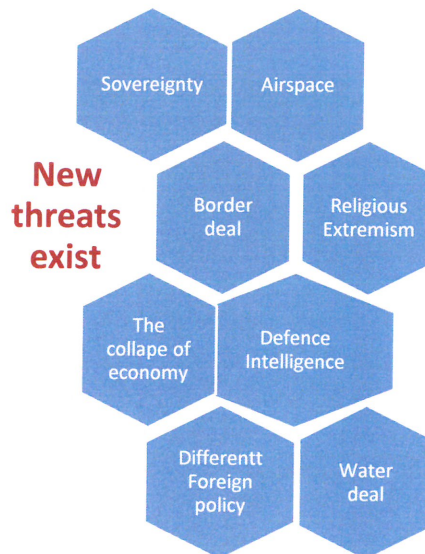 Sovereignty
Airspace
New
threats
exist
Border
deal
Religious
Extremism
The
collape of
economy
Defence
Intelligence
Differentt
Foreign
policy
Water
deal